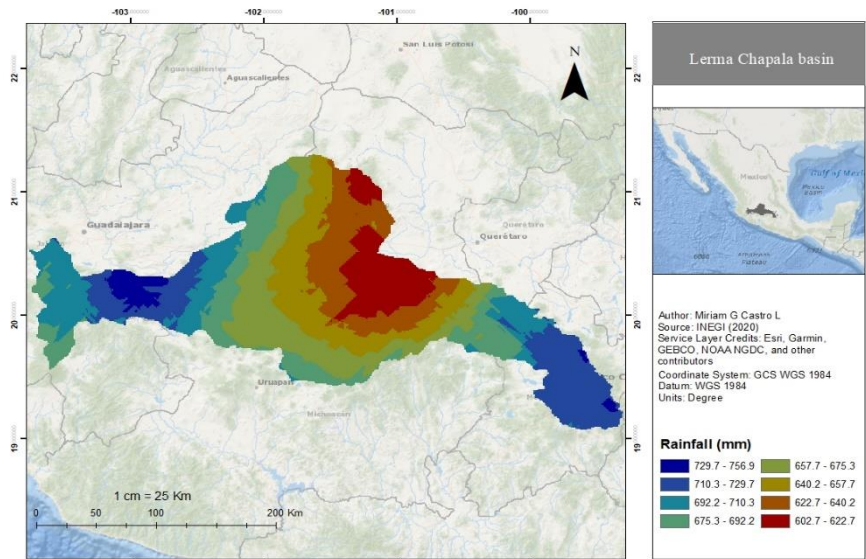 -103
-102
-101
-100
22
21
20
19
San Luis Potosí
Aguascalientes
Aguascalientes
N
Guadalajara
Querétaro
Querétaro
Uruapan
Michoacán
1 cm = 25 Km
0 50 100 200 Km
Lerma Chapala basin
Mexico
Gulf of Mexi
Author: Miriam G Castro L
Source: INEGI (2020)
Service Layer Credits: Esri, Garmin,
GEBCO, NOAA NGDC, and other
contributors
Coordinate System: GCS WGS 1984
Datum: WGS 1984
Units: Degree
Rainfall (mm)
729.7 - 756.9 657.7 - 675.3
710.3 - 729.7 640.2 - 657.7
692.2 - 710.3 622.7 - 640.2
675.3 - 692.2 602.7 - 622.7